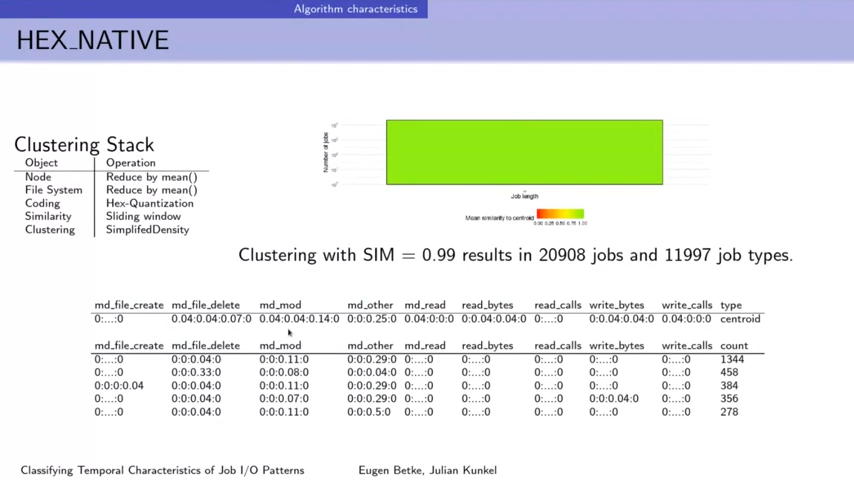 Algorithm characteristics
HEX_NATIVE
Clustering Stack
Object Operation
Node Reduce by mean()
File System Reduce by mean()
Coding Hex-Quantization
Similarity Sliding window
Clustering SimplifedDensity
Number of jobs
Job length
Mean similarity to centroid
0.00 0.25 0.50 0.75 1.00
Clustering with SIM = 0.99 results in 20908 jobs and 11997 job types.
md_file_create md_file_delete md_mod md_other md_read read_bytes read_calls write_bytes write_calls type
0:...:0 0.04:0.04:0.07:0 0.04:0.04:0.14:0 0:0:0.25:0 0.04:0:0 0:0.04:0.04:0 0:...:0 0:0.04:0.04:0 0.04:0:0:0 centroid
md_file_create md_file_delete md_mod md_other md_read read_bytes read_calls write_bytes write_calls count
0:...:0 0:0:0.04:0 0:0:0.11:0 0:0:0.29:0 0:...:0 0:...:0 0:...:0 0:...:0 0:...:0 1344
0:...:0 0:0:0.33:0 0:0:0.08:0 0:0:0.04:0 0:...:0 0:...:0 0:...:0 0:...:0 0:...:0 458
0:0:0:0.04 0:0:0.04:0 0:0:0.11:0 0:0:0.29:0 0:...:0 0:...:0 0:...:0 0:...:0 0:...:0 384
0:...:0 0:0:0.04:0 0:0:0.07:0 0:0:0.29:0 0:...:0 0:...:0 0:...:0 0:0:0.04:0 0:...:0 356
0:...:0 0:0:0.04:0 0:0:0.11:0 0:0:0.5:0 0:...:0 0:...:0 0:...:0 0:...:0 0:...:0 278
Classifying Temporal Characteristics of Job I/O Patterns Eugen Betke, Julian Kunkel